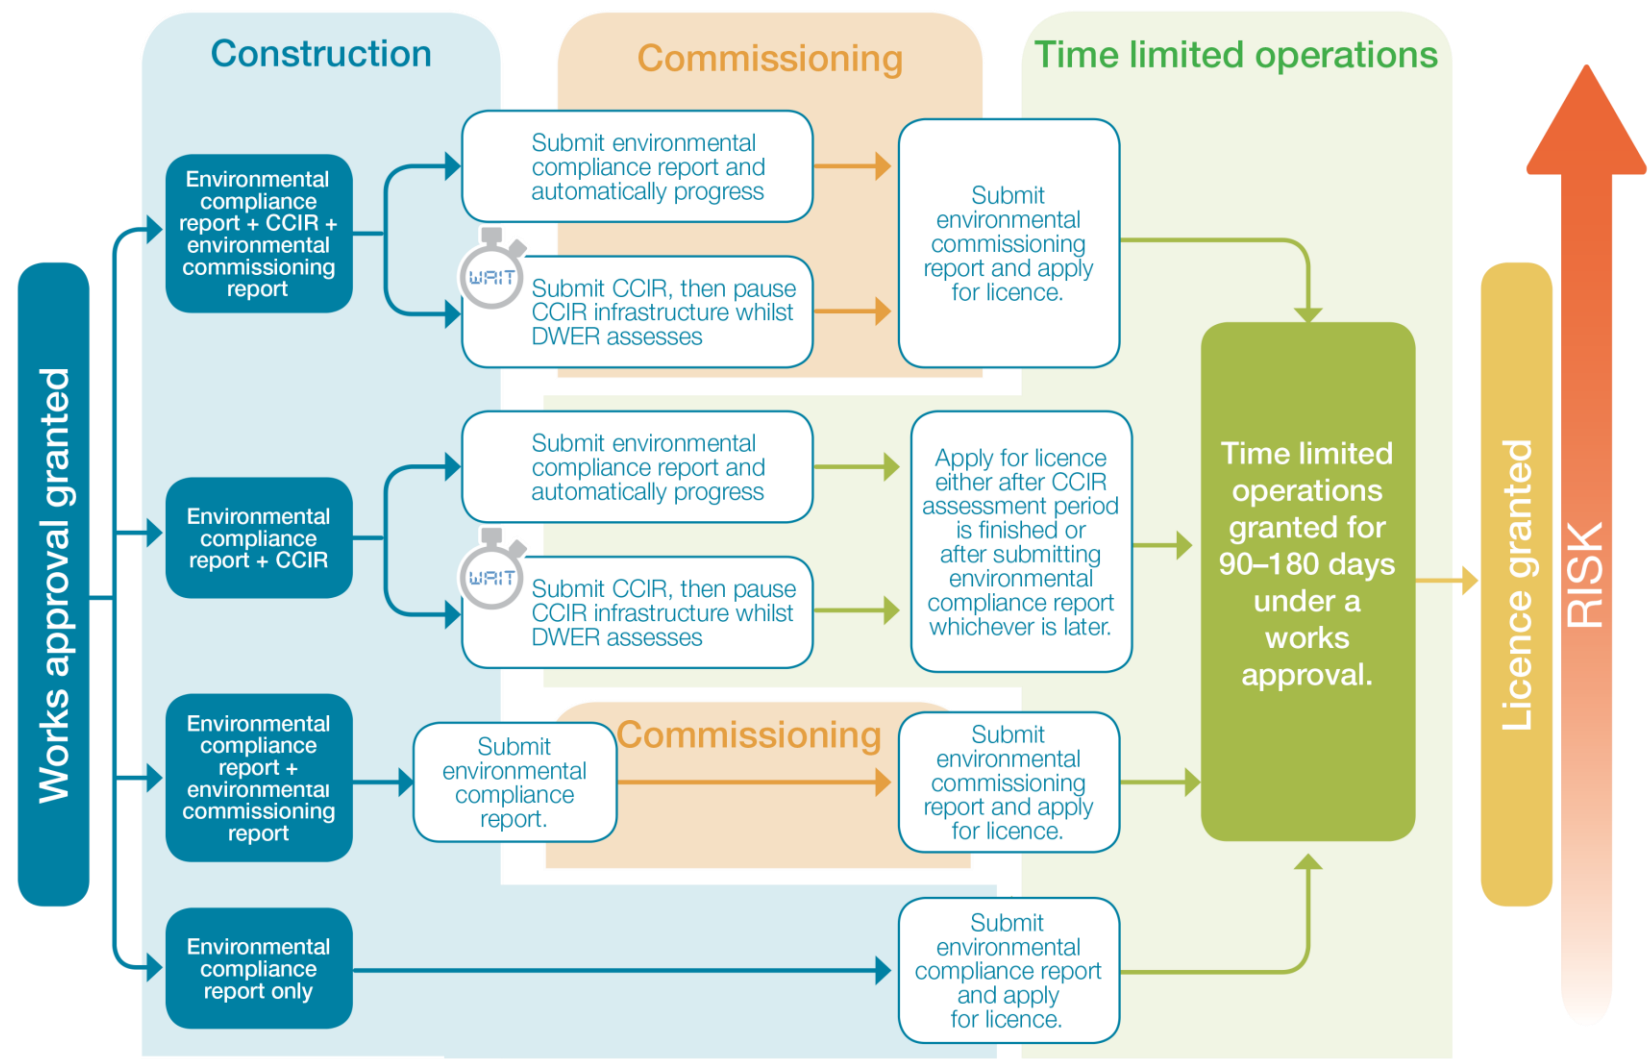 Construction
Commissioning
Time limited operations
Works approval granted
Environmental
compliance
report + CCIR +
environmental
commissioning
report
Submit environmental
compliance report and
automatically progress
WAIT
Submit CCIR, then pause
CCIR infrastructure whilst
DWER assesses
Submit
environmental
commissioning
report and apply
for licence.
Environmental
compliance
report + CCIR
Submit environmental
compliance report and
automatically progress
WAIT
Submit CCIR, then pause
CCIR infrastructure whilst
DWER assesses
Apply for licence
either after CCIR
assessment period
is finished or
after submitting
environmental
compliance report
whichever is later.
Environmental
compliance
report +
environmental
commissioning
report
Submit
environmental
compliance
report.
Commissioning
Submit
environmental
commissioning
report and apply
for licence.
Environmental
compliance
report only
Submit
environmental
compliance report
and apply
for licence.
Time limited
operations
granted for
90–180 days
under a
works
approval.
Licence granted
RISK